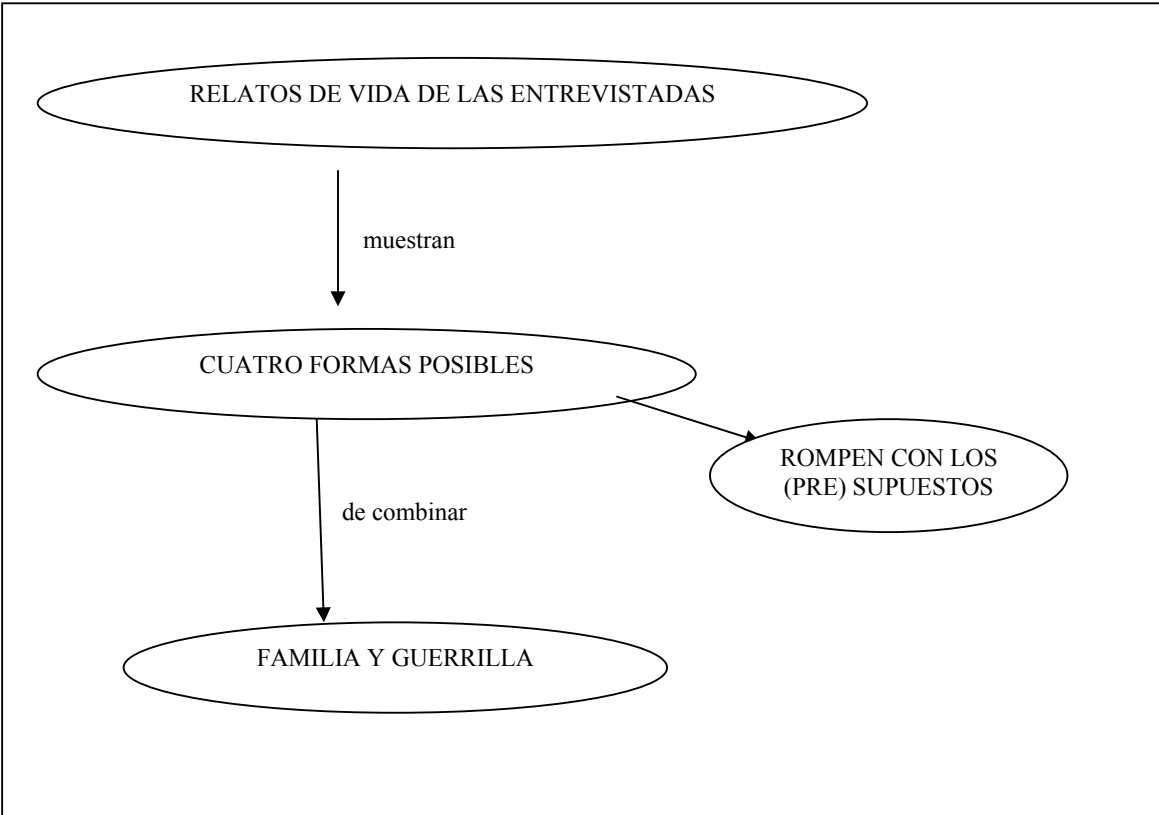 RELATOS DE VIDA DE LAS ENTREVISTADAS
muestran
CUATRO FORMAS POSIBLES
ROMPEN CON LOS
(PRE) SUPUESTOS
de combinar
FAMILIA Y GUERRILLA